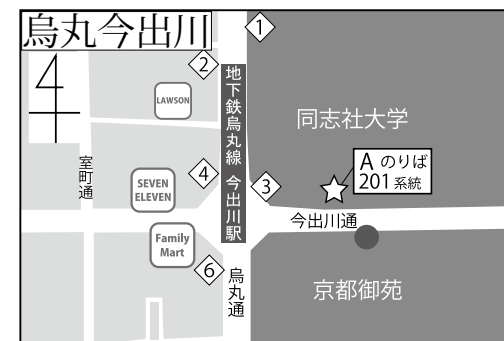 烏丸今出川
1
2
LAWSON
地下鉄烏丸線 今出川駅
同志社大学
室町通
4
3
SEVEN
ELEVEN
A のりば
201 系統
今出川通
Family
Mart
6
烏丸通
京都御苑